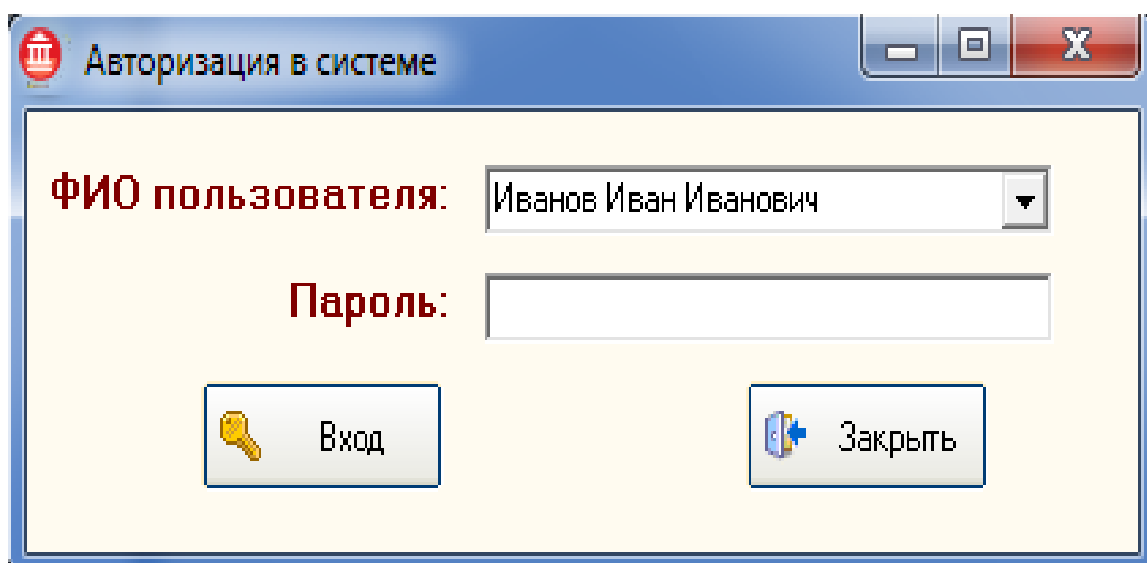 Авторизация в системе
ФИО пользователя: Иванов Иван Иванович
Пароль:
Вход Закрыть